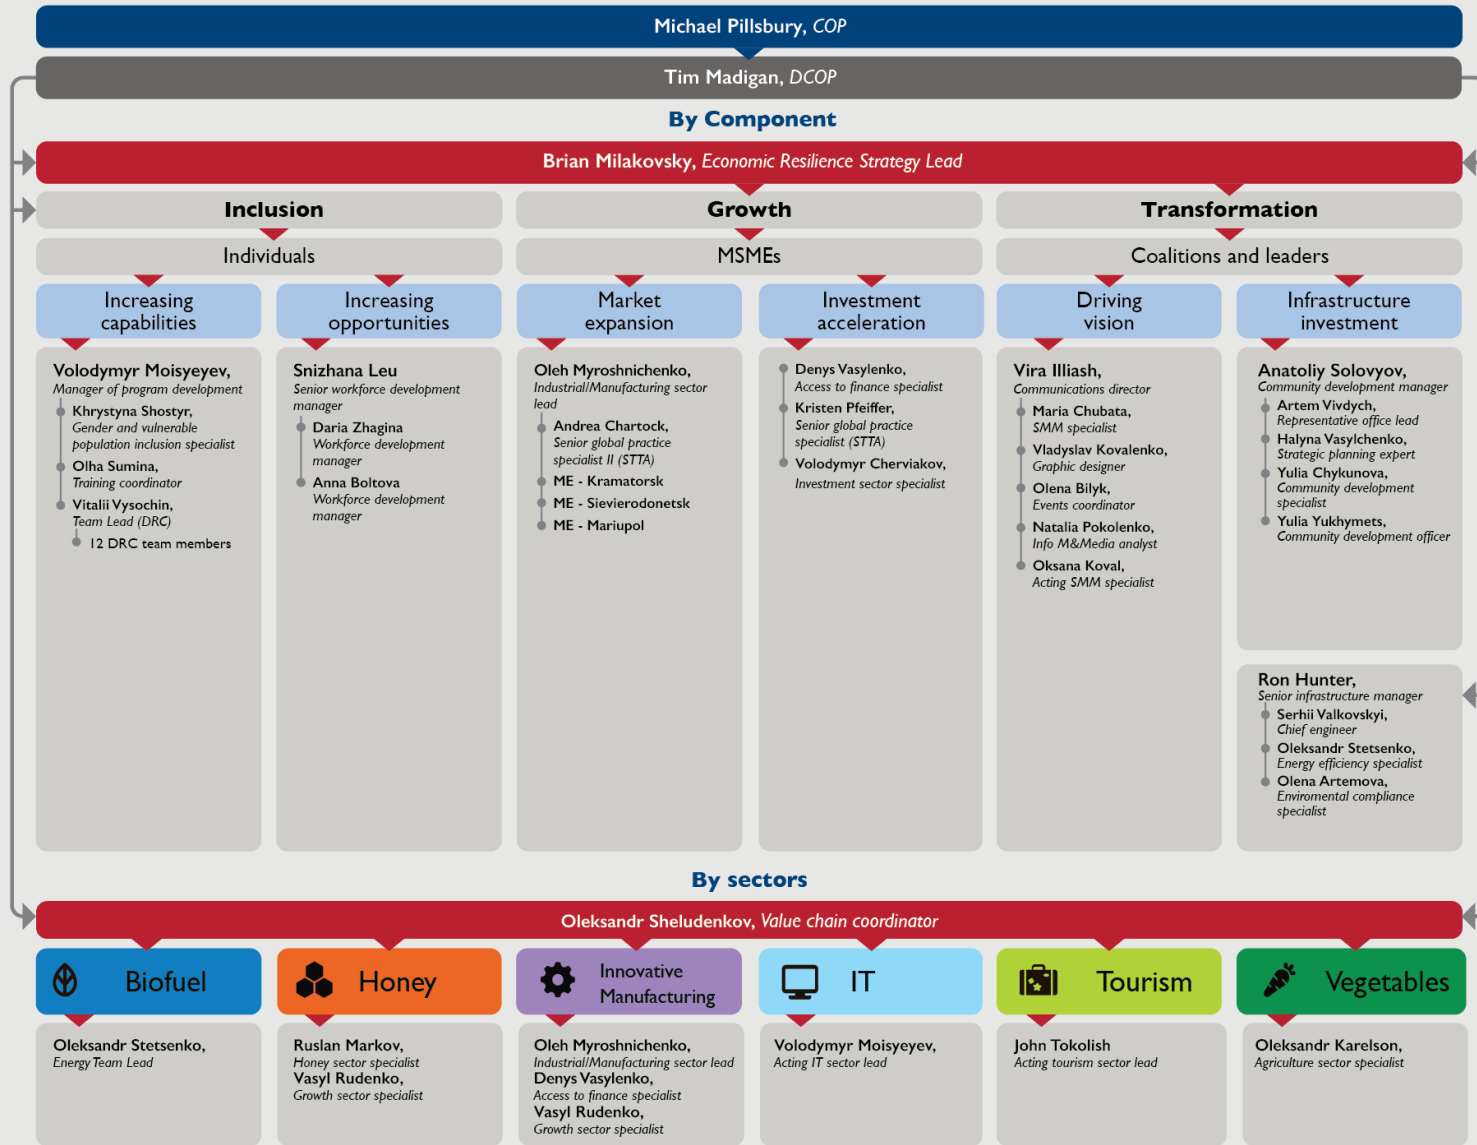 Michael Pillsbury, COP
Tim Madigan, DCOP
By Component
Brian Milakovsky, Economic Resilience Strategy Lead
Inclusion
Growth
Transformation
Individuals
MSMEs
Coalitions and leaders
Increasing
capabilities
Increasing
opportunities
Market
expansion
Investment
acceleration
Driving
vision
Infrastructure
investment
Volodymyr Moisyeyev,
Manager of program development
Khrystyna Shostyr,
Gender and vulnerable
population inclusion specialist
Olha Sumina,
Training coordinator
Vitalii Vysochin,
Team Lead (DRC)
12 DRC team members
Snizhana Leu
Senior workforce development
manager
Daria Zhagina
Workforce development
manager
Anna Boltova
Workforce development
manager
Oleh Myroshnichenko,
Industrial/Manufacturing sector
lead
Andrea Chartock,
Senior global practice
specialist II (STTA)
ME - Kramatorsk
ME - Sievierodonetsk
ME - Mariupol
Denys Vasylenko,
Access to finance specialist
Kristen Pfeiffer,
Senior global practice
specialist (STTA)
Volodymyr Cherviakov,
Investment sector specialist
Vira Illiash,
Communications director
Maria Chubata,
SMM specialist
Vladyslav Kovalenko,
Graphic designer
Olena Bilyk,
Events coordinator
Natalia Pokolenko,
Info M&Media analyst
Oksana Koval,
Acting SMM specialist
Anatoliy Solovyov,
Community development manager
Artem Vivdych,
Representative office lead
Halyna Vasylchenko,
Strategic planning expert
Yulia Chykunova,
Community development
specialist
Yulia Yukhymets,
Community development officer
Ron Hunter,
Senior infrastructure manager
Serhii Valkovskyi,
Chief engineer
Oleksandr Stetsenko,
Energy efficiency specialist
Olena Artemova,
Enviromental compliance
specialist
By sectors
Oleksandr Sheludenkov, Value chain coordinator
Biofuel
Honey
Innovative
Manufacturing
IT
Tourism
Vegetables
Oleksandr Stetsenko,
Energy Team Lead
Ruslan Markov,
Honey sector specialist
Vasyl Rudenko,
Growth sector specialist
Oleh Myroshnichenko,
Industrial/Manufacturing sector lead
Denys Vasylenko,
Access to finance specialist
Vasyl Rudenko,
Growth sector specialist
Volodymyr Moisyeyev,
Acting IT sector lead
John Tokolish
Acting tourism sector lead
Oleksandr Karelson,
Agriculture sector specialist